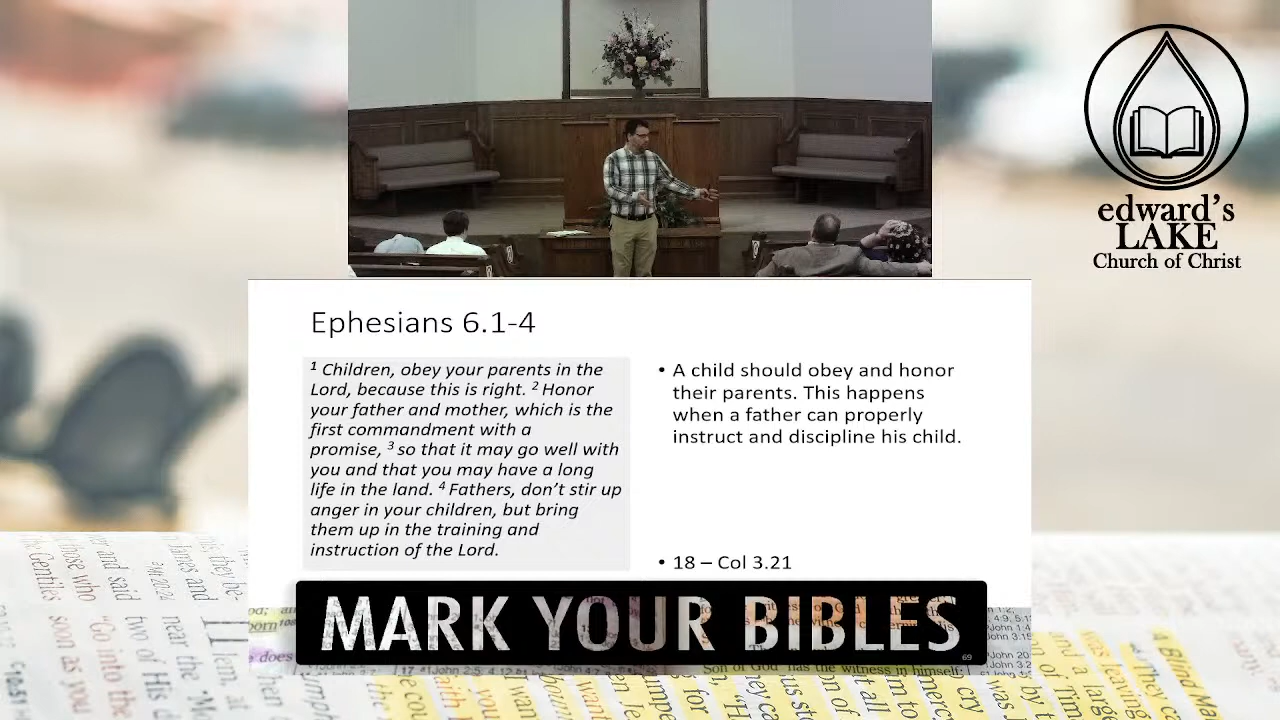 edward's
LAKE
Church of Christ
Ephesians 6.1-4
1 Children, obey your parents in the
Lord, because this is right. 2 Honor
your father and mother, which is the
first commandment with a
promise, 3 so that it may go well with
you and that you may have a long
life in the land. 4 Fathers, don't stir up
anger in your children, but bring
them up in the training and
instruction of the Lord.
• A child should obey and honor
their parents. This happens
when a father can properly
instruct and discipline his child.
• 18 – Col 3.21
MARK YOUR BIBLES
69